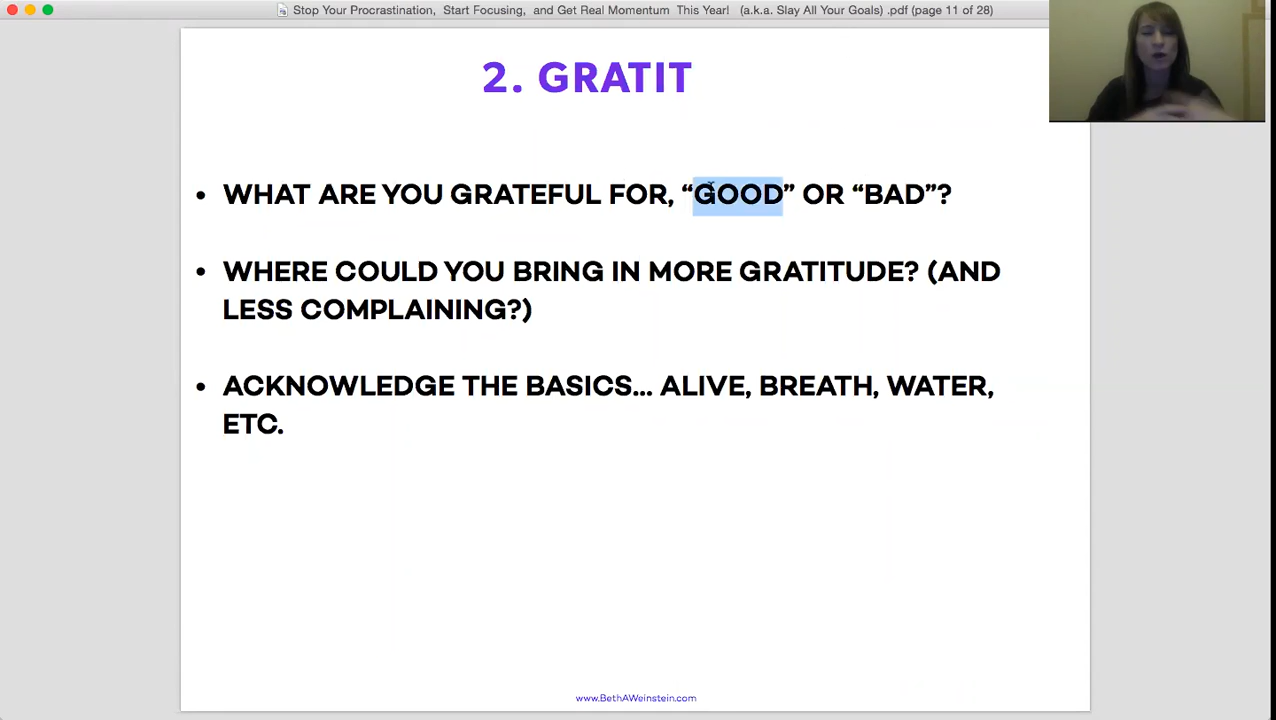 Stop Your Procrastination, Start Focusing, and Get Real Momentum This Year! (a.k.a. Slay All Your Goals) .pdf (page 11 of 28)
2. GRATIT
• WHAT ARE YOU GRATEFUL FOR, “GOOD” OR “BAD”?
• WHERE COULD YOU BRING IN MORE GRATITUDE? (AND
LESS COMPLAINING?)
• ACKNOWLEDGE THE BASICS... ALIVE, BREATH, WATER,
ETC.
www.BethAWeinstein.com